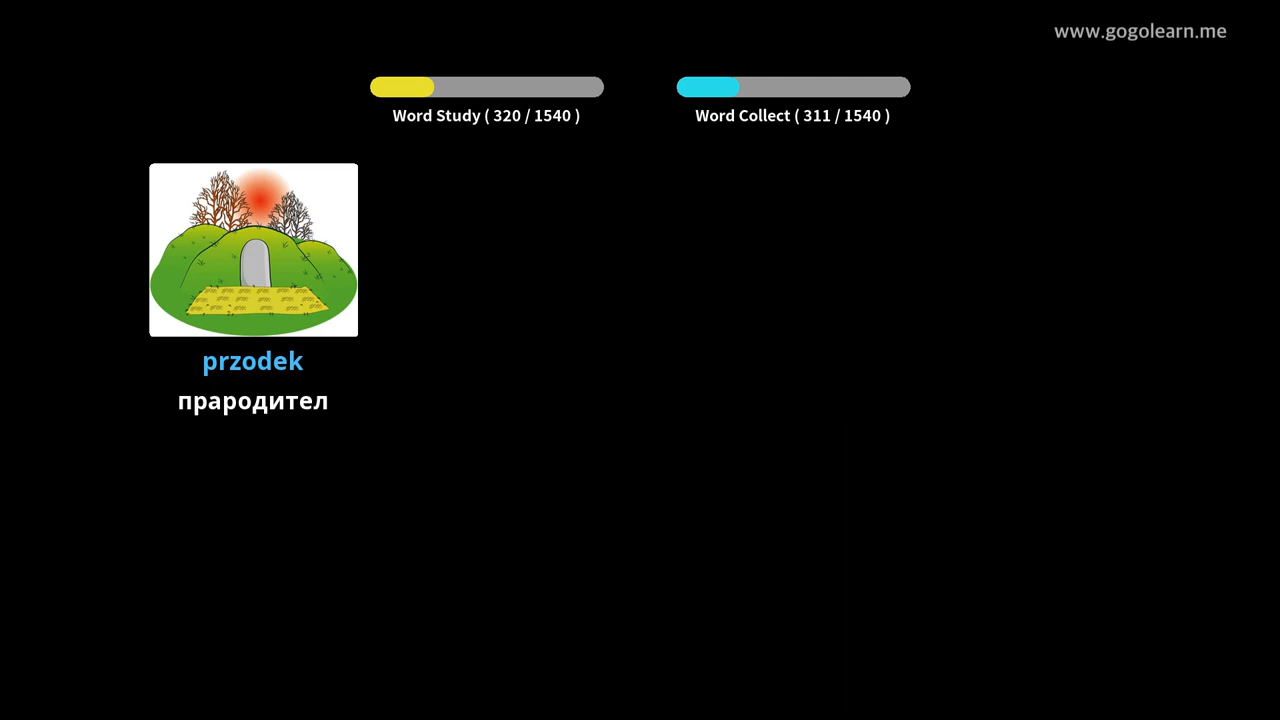 www.gogolearn.me
Word Study ( 320 / 1540 )
Word Collect ( 311 / 1540 )
przodek
прародител